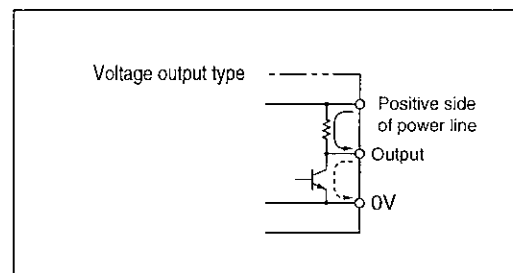 Voltage output type
Positive side
of power line
Output
0V